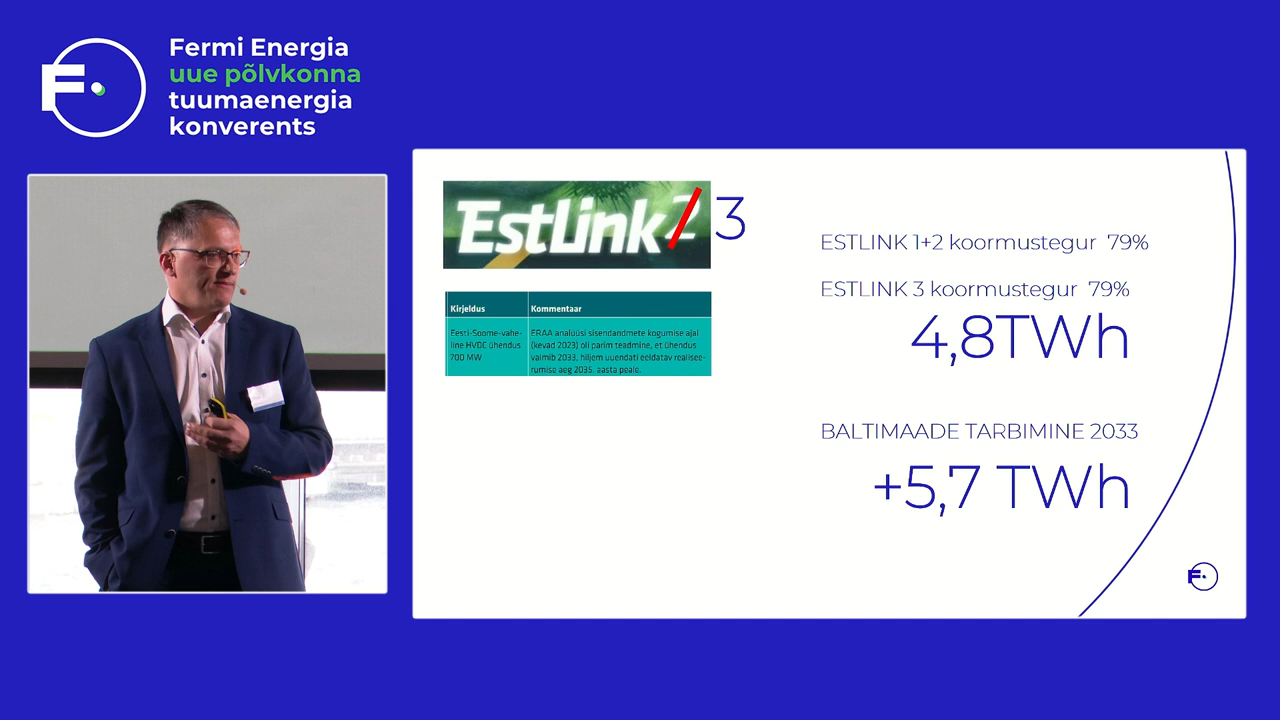 Fermi Energia
uue põlvkonna
tuumaenergia
konverents
EstLink2 3
ESTLINK 1+2 koormustegur 79%
ESTLINK 3 koormustegur 79%
4,8TWh
BALTIMAADE TARBIMINE 2033
+5,7 TWh
Kirjeldus
Eesti-Soome-vahe-
line HVDC ühendus
700 MW
Kommentaar
ERAA analüüsi sisendandmete kogumise ajal
(kevad 2023) oli parim teadmine, et ühendus
valmib 2033, hiljem uuendati eeldatav realisee-
rumise aeg 2035. aasta peale.
F